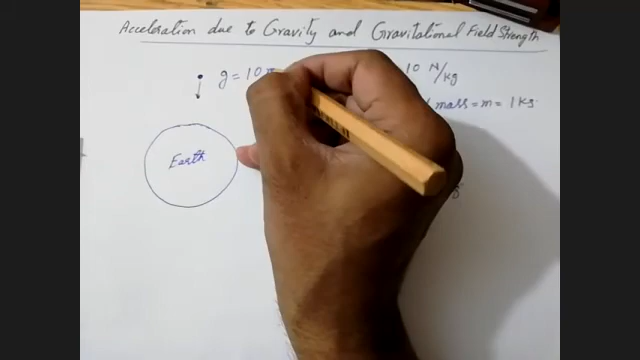 Acceleration due to Gravity and Gravitational Field Strength
g = 10
10 N/kg
mass = m = 1 kg.
Earth